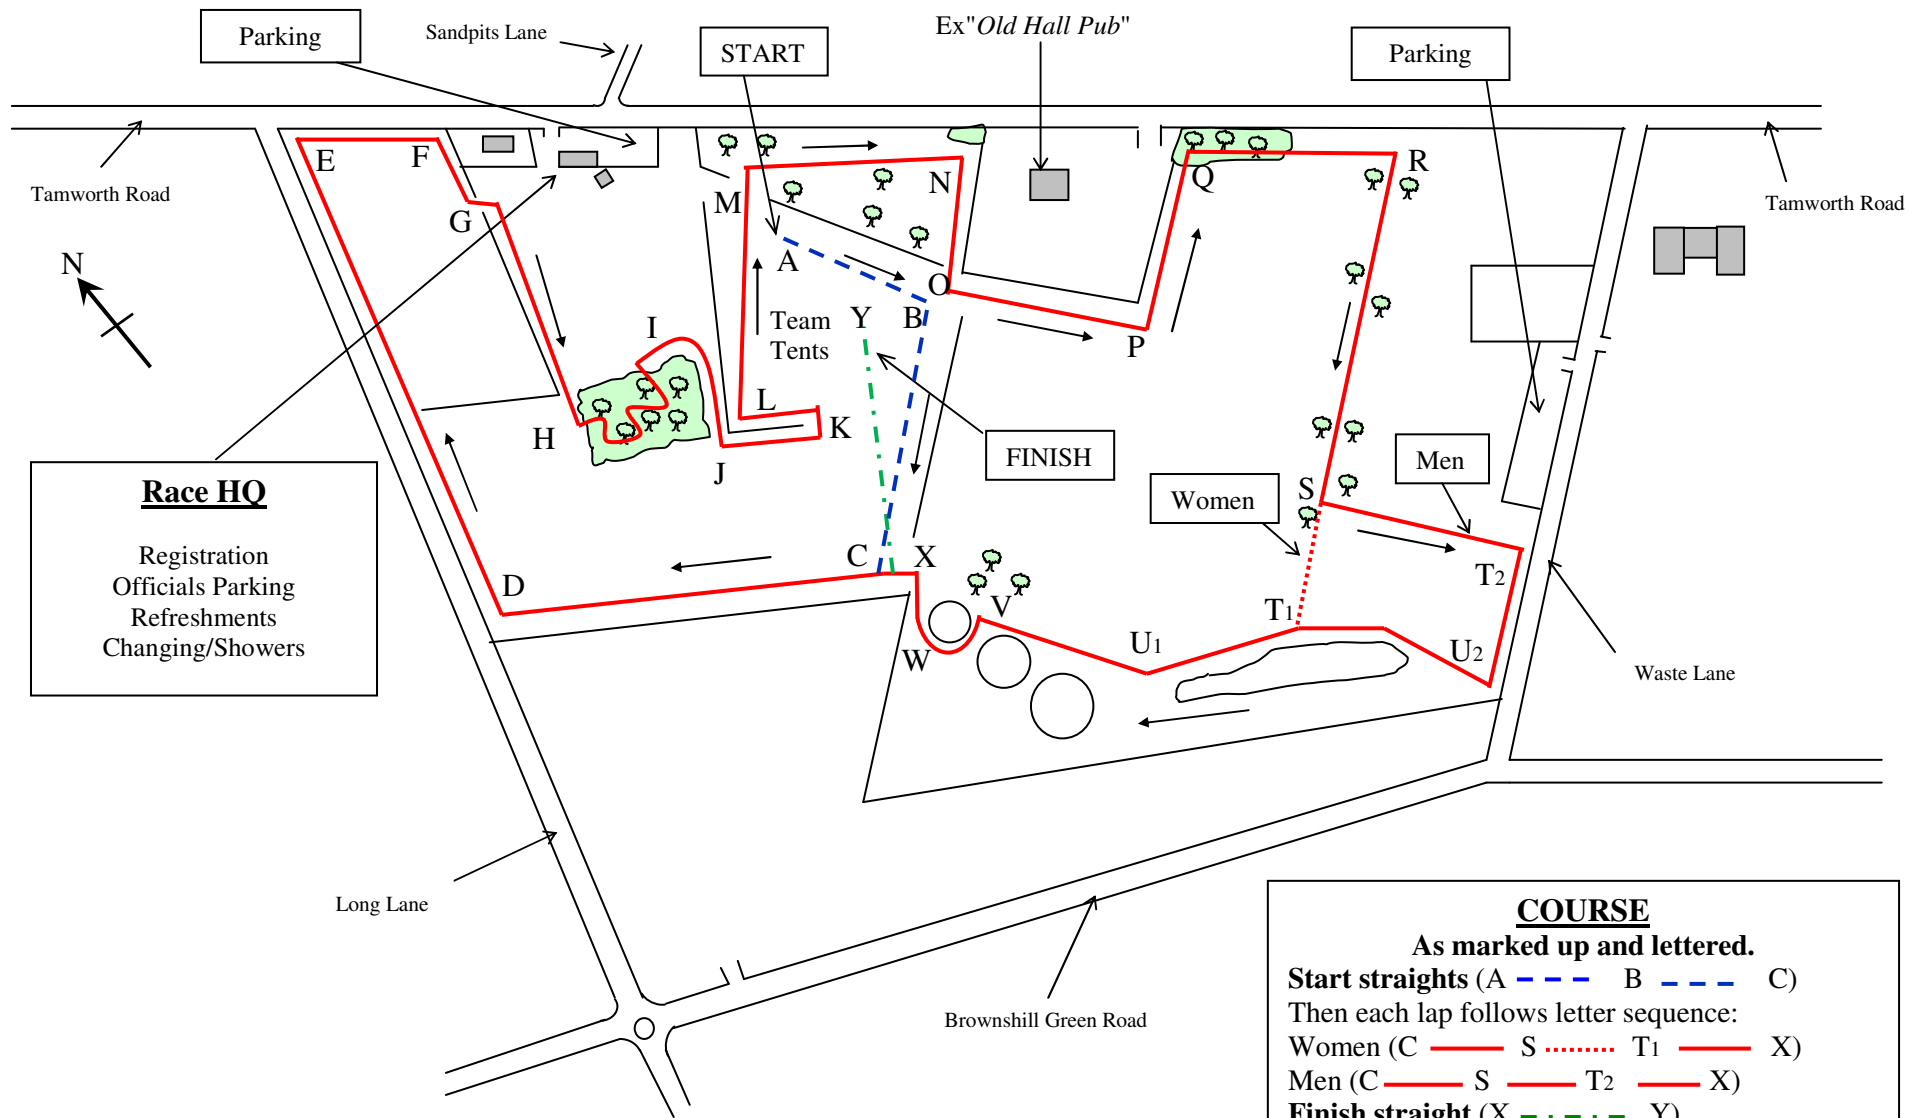 Parking
Sandpits Lane
START
Ex"Old Hall Pub"
Parking
Tamworth Road
Tamworth Road
E
F
G
M
N
Q
R
N
A
O
Y
B
P
I
Team
Tents
L
K
H
J
FINISH
Men
Women
S
Race HQ
Registration
Officials Parking
Refreshments
Changing/Showers
C
X
D
V
T1
T2
W
U1
U2
Waste Lane
Long Lane
Brownshill Green Road
COURSE
As marked up and lettered.
Start straights (A B C)
Then each lap follows letter sequence:
Women (C S T1 X)
Men (C S T2 X)
Finish straight (X Y)